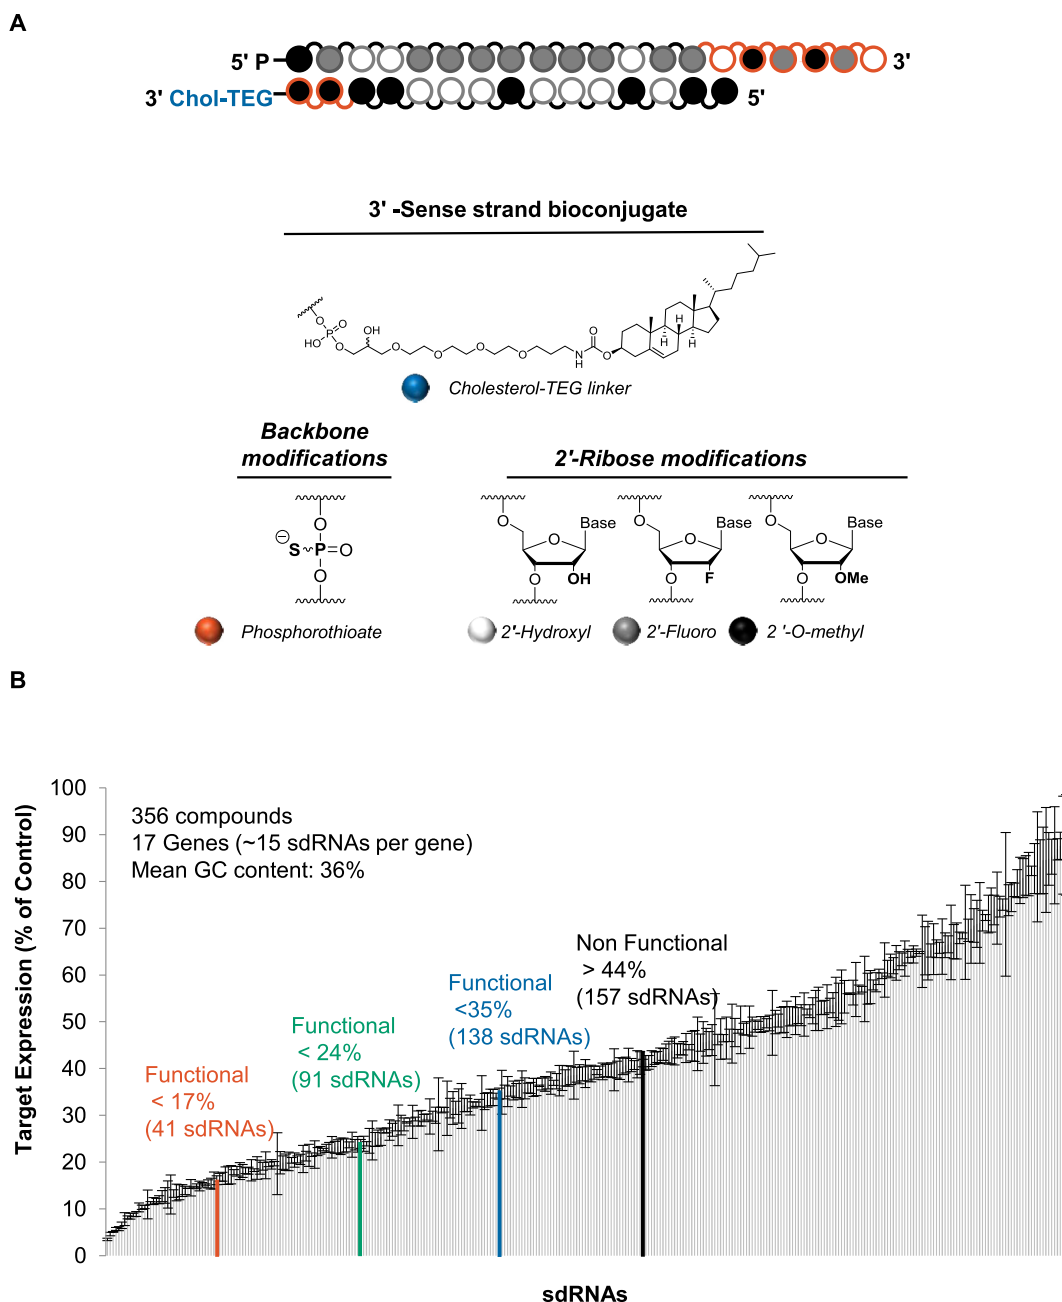 A
5' P
3'
3' Chol-TEG
5'
3' -Sense strand bioconjugate
O
P
O
HO
O
OH
O
O
O
O
N
H
O
O
H
H
H
Cholesterol-TEG linker
Backbone
modifications
2'-Ribose modifications
O
S
P
O
O
O
Base
O
O
OH
O
Base
O
O
F
O
Base
O
O
OMe
Phosphorothioate
2'-Hydroxyl
2'-Fluoro
2 '-O-methyl
B
Target Expression (% of Control)
100
90
80
70
60
50
40
30
20
10
0
356 compounds
17 Genes (~15 sdRNAs per gene)
Mean GC content: 36%
Functional
< 17%
(41 sdRNAs)
Functional
< 24%
(91 sdRNAs)
Functional
<35%
(138 sdRNAs)
Non Functional
> 44%
(157 sdRNAs)
sdRNAs